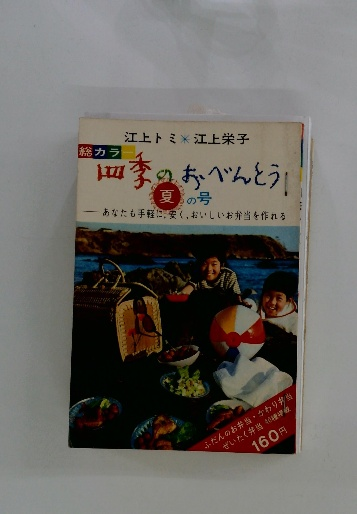 江上トミ＊江上栄子
総カラー
四季のおべんとう
夏の号
あなたも手軽に、安く、おいしいお弁当を作れる
ふだんのお弁当・かわり弁当
ぜいたく弁当
160円